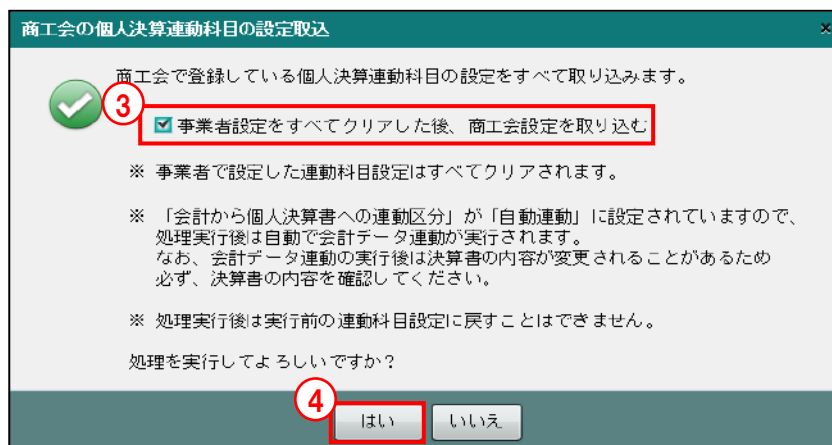 商工会の個人決算連動科目の設定取込
×
商工会で登録している個人決算連動科目の設定をすべて取り込みます。
③
事業者設定をすべてクリアした後、商工会設定を取り込む
※ 事業者で設定した連動科目設定はすべてクリアされます。
※ 「会計から個人決算書への連動区分」が「自動連動」に設定されていますので、
処理実行後は自動で会計データ連動が実行されます。
なお、会計データ連動の実行後は決算書の内容が変更されることがあるため
必ず、決算書の内容を確認してください。
※ 処理実行後は実行前の連動科目設定に戻すことはできません。
処理を実行してよろしいですか？
④
はい いいえ